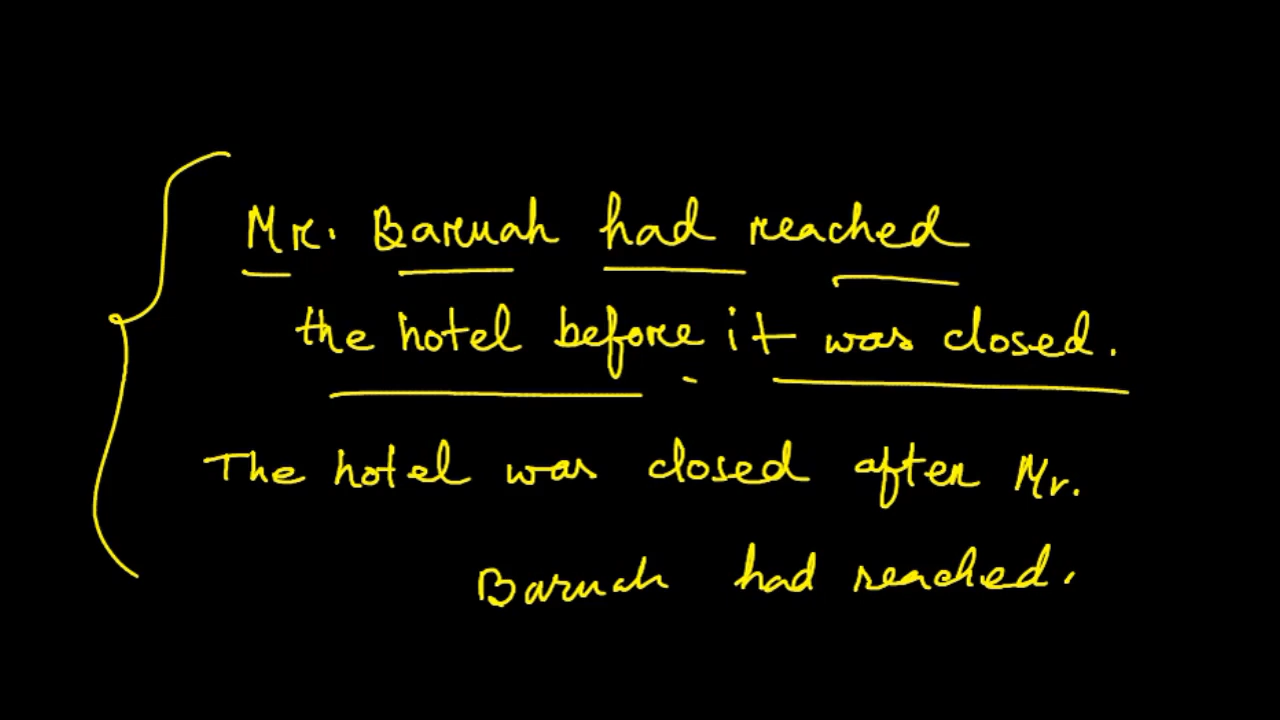 Mr. Baruah had reached
the hotel before it was closed.
The hotel was closed after Mr.
Baruah had reached.